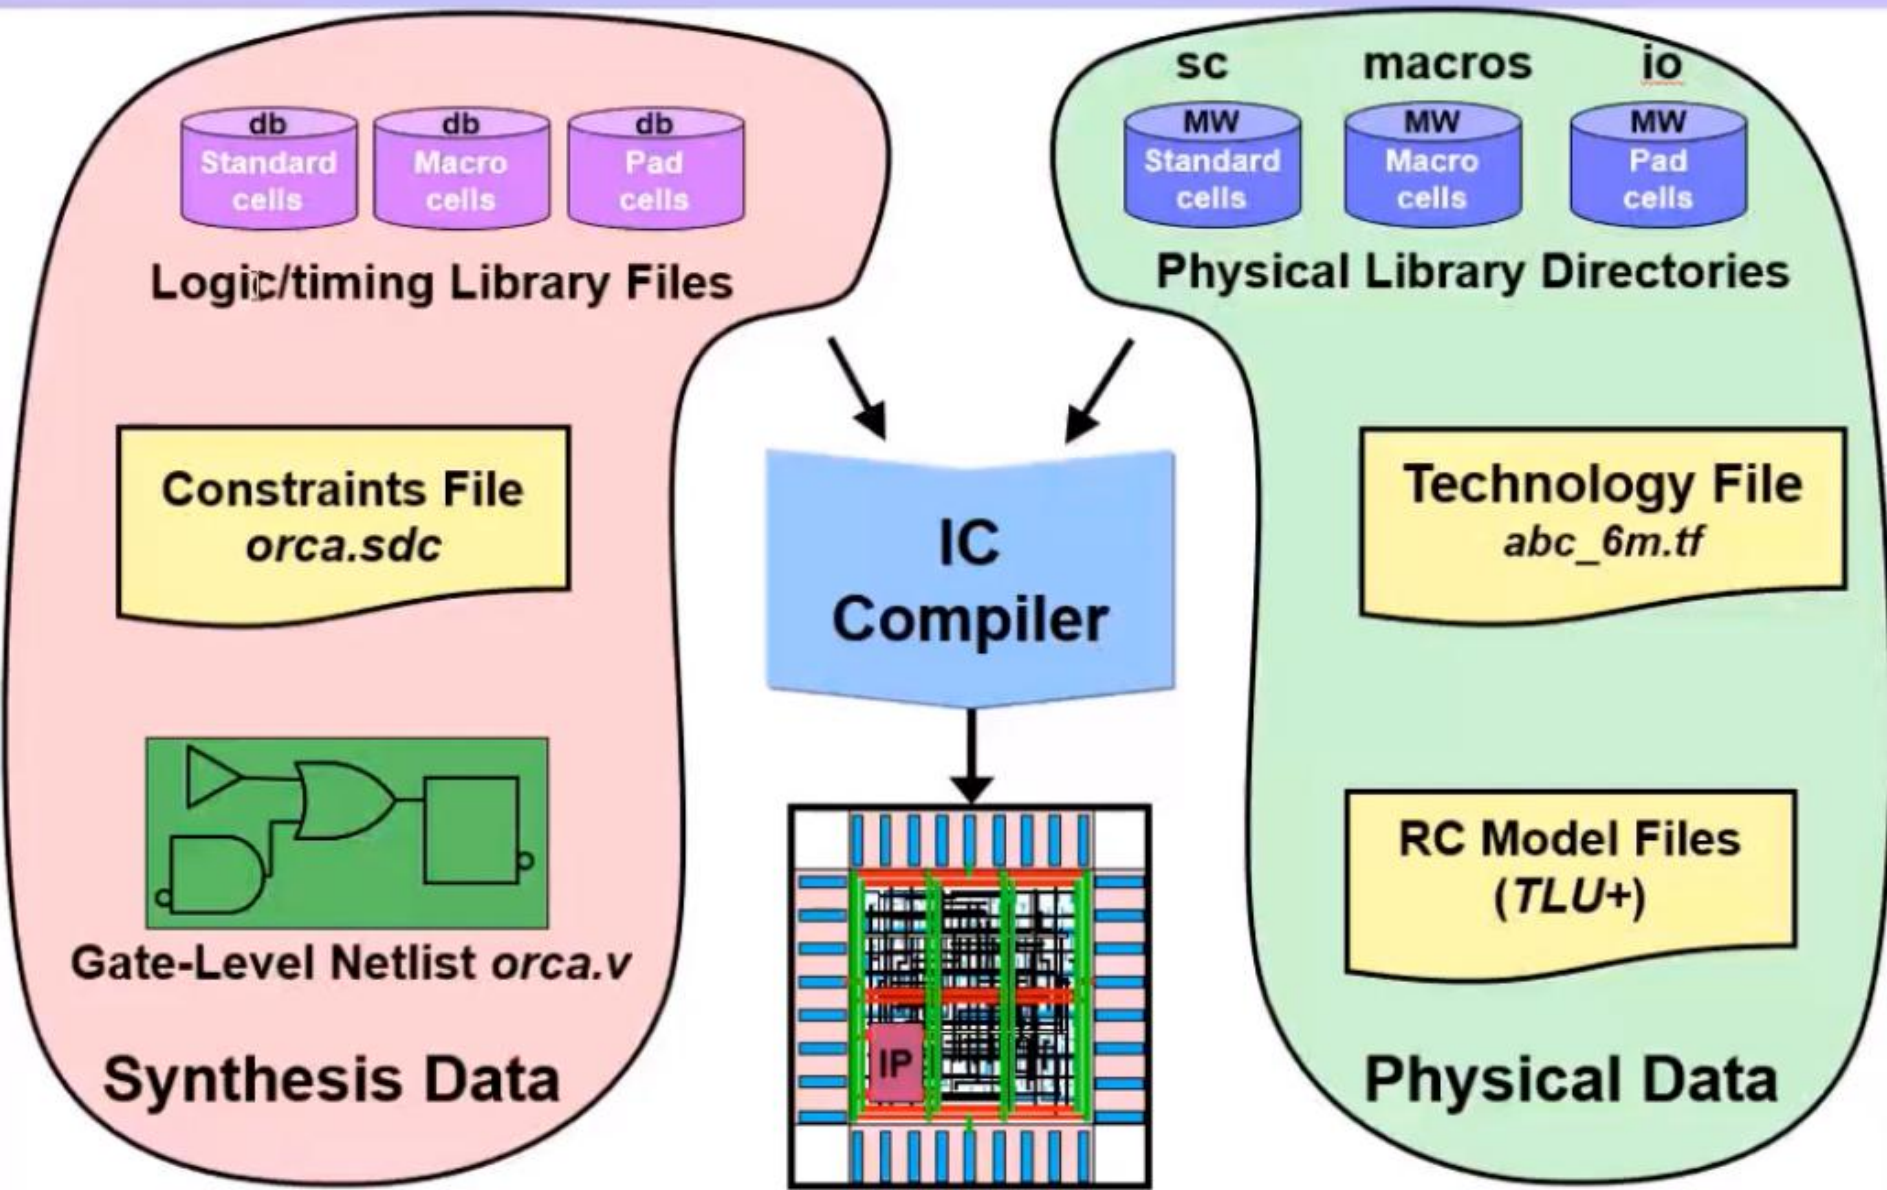 db
Standard
cells
db
Macro
cells
db
Pad
cells
Logic/timing Library Files
Constraints File
orca.sdc
Gate-Level Netlist orca.v
Synthesis Data
IC
Compiler
IP
sc
macros
io
MW
Standard
cells
MW
Macro
cells
MW
Pad
cells
Physical Library Directories
Technology File
abc_6m.tf
RC Model Files
(TLU+)
Physical Data